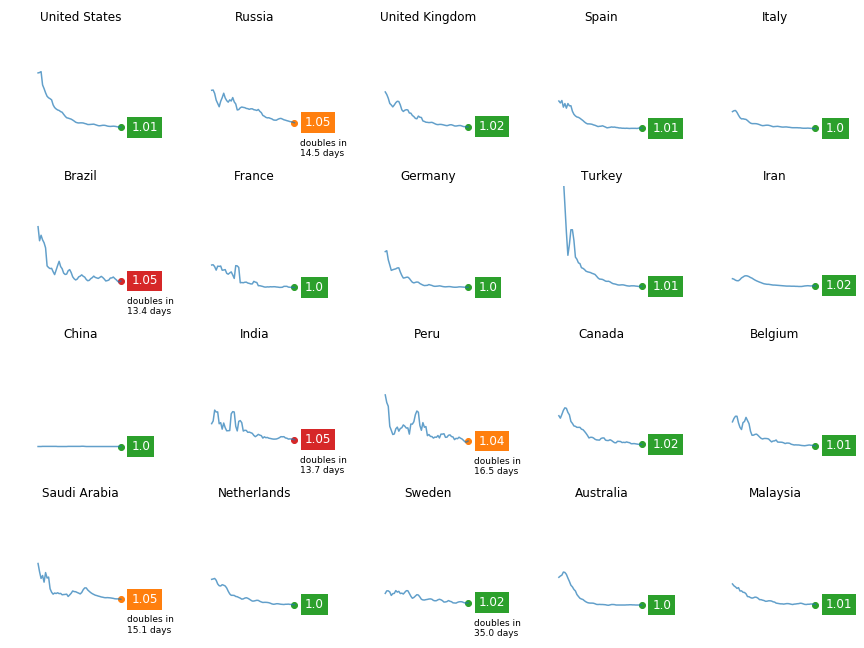 United States
Russia
United Kingdom
Spain
Italy
1.01
1.05
doubles in
14.5 days
1.02
1.01
1.0
Brazil
France
Germany
Turkey
Iran
1.05
doubles in
13.4 days
1.0
1.0
1.01
1.02
China
India
Peru
Canada
Belgium
1.0
1.05
doubles in
13.7 days
1.04
doubles in
16.5 days
1.02
1.01
Saudi Arabia
Netherlands
Sweden
Australia
Malaysia
1.05
doubles in
15.1 days
1.0
1.02
doubles in
35.0 days
1.0
1.01